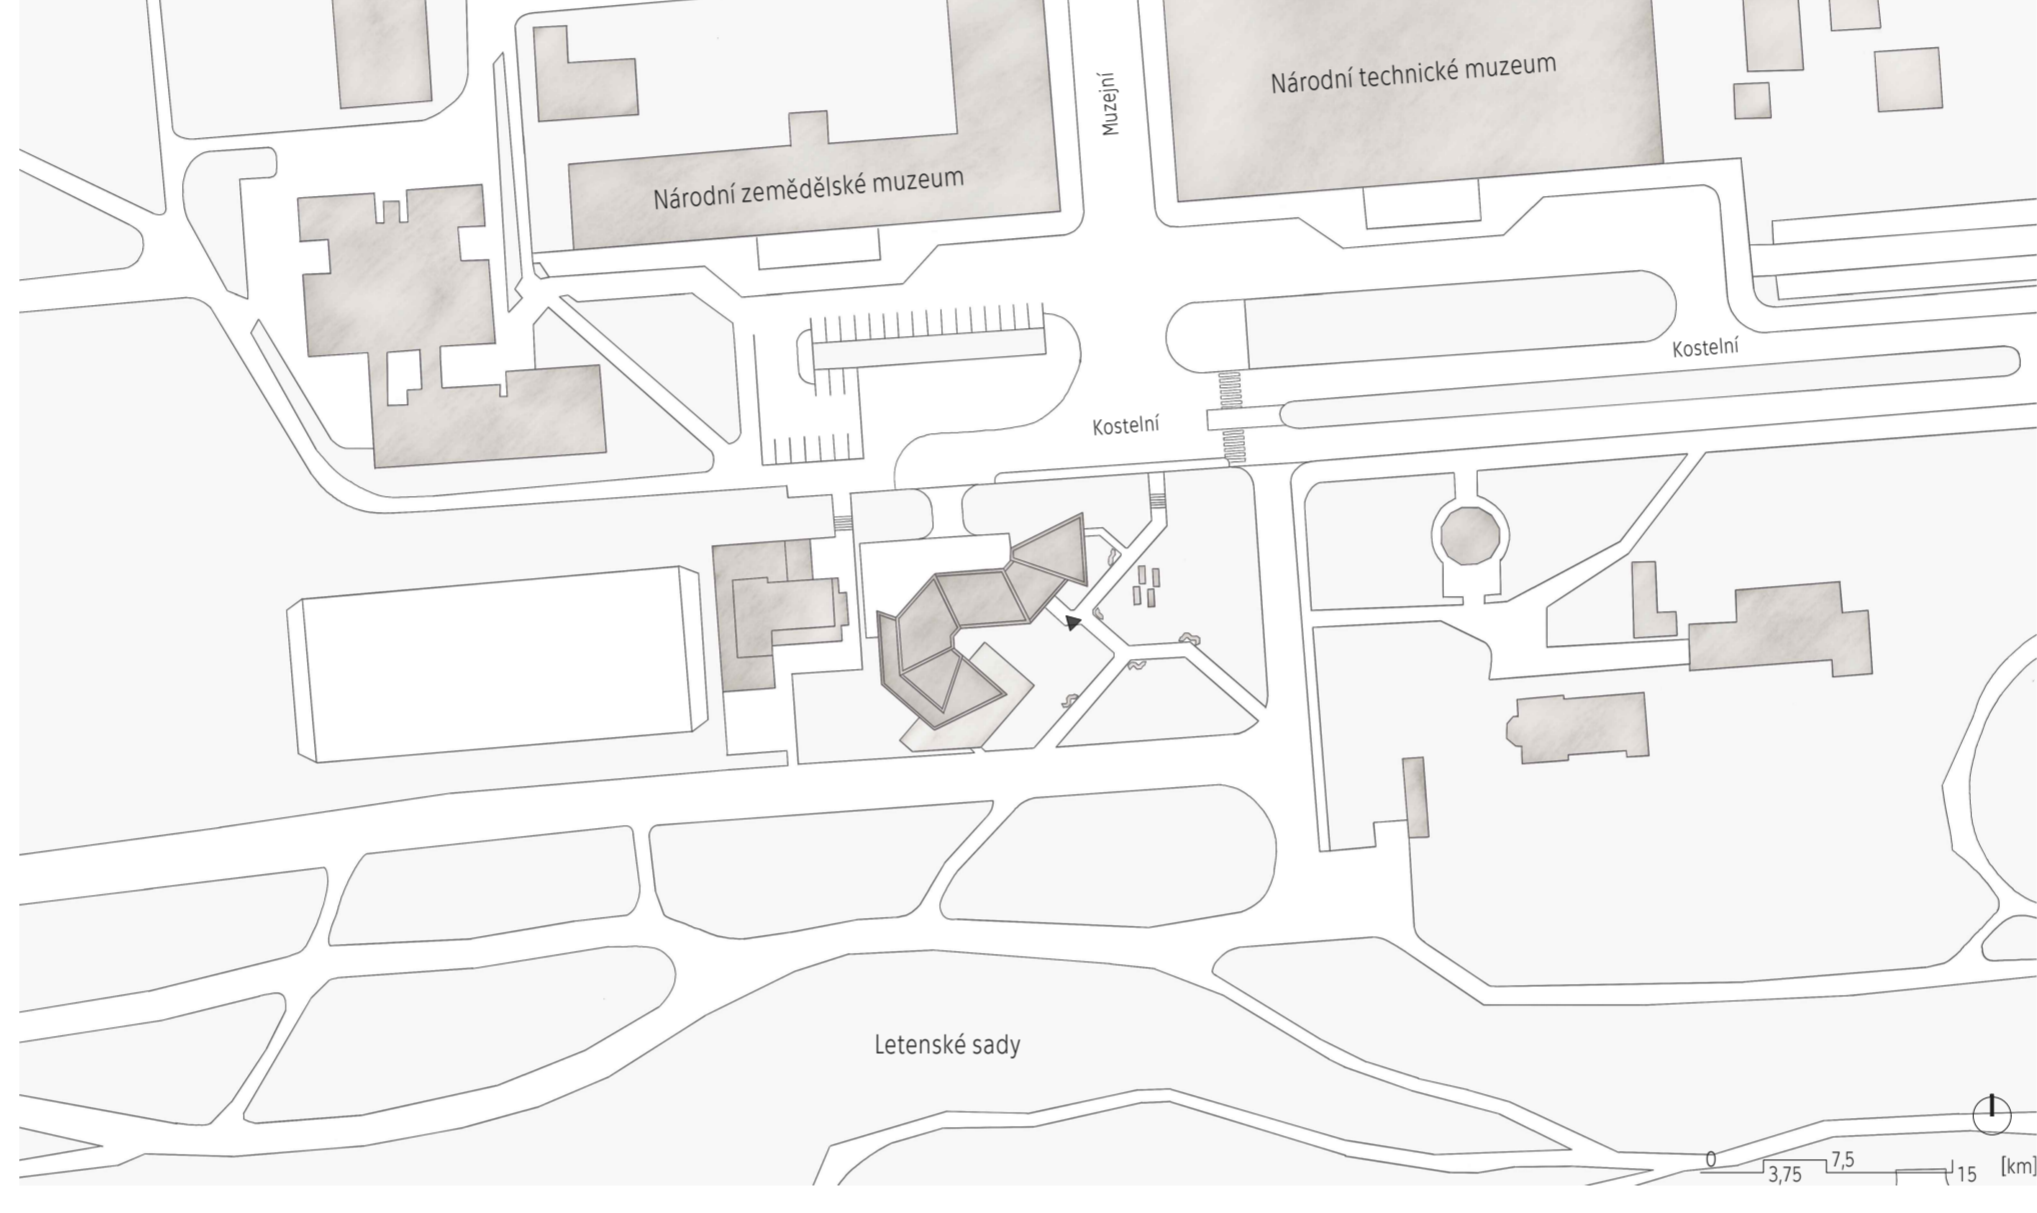 Národní technické muzeum
Muzejní
Národní zemědělské muzeum
Kostelní
Kostelní
Letenské sady
0
3,75
7,5
15
[km]